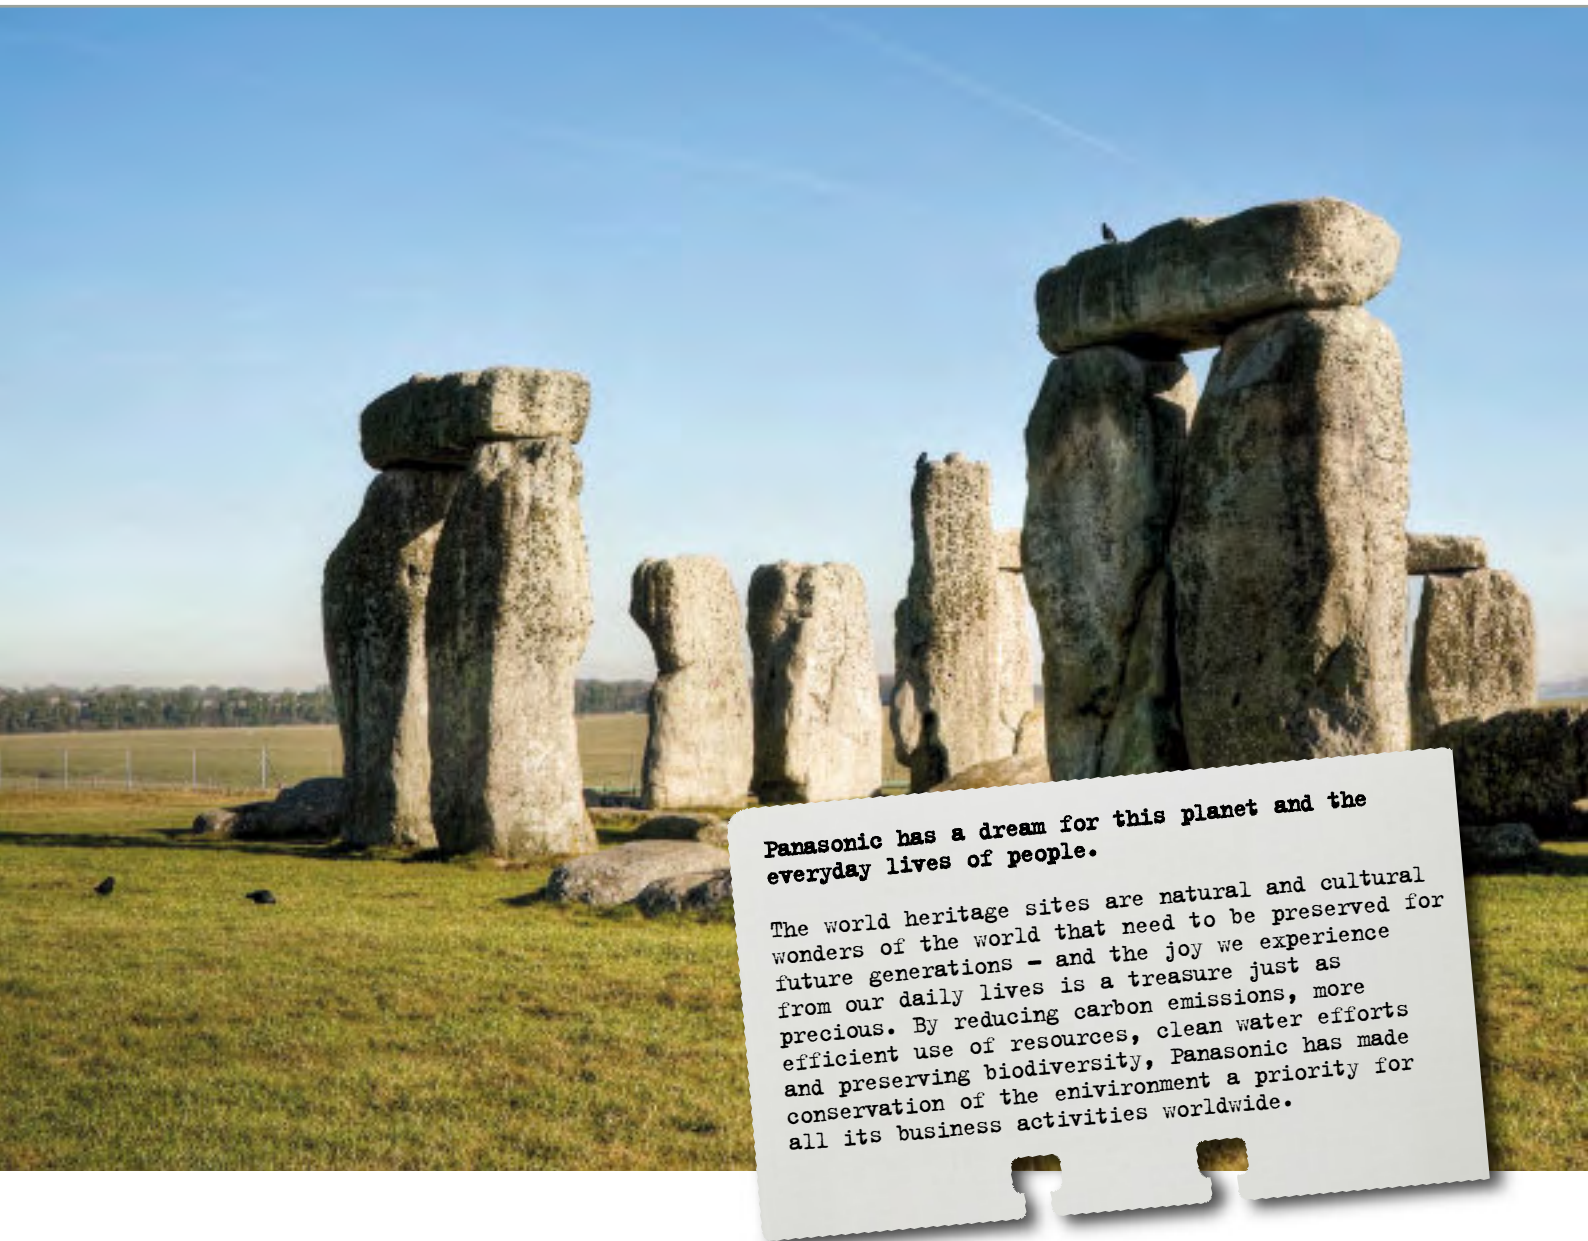 Panasonic has a dream for this planet and the
everyday lives of people.
The world heritage sites are natural and cultural
wonders of the world that need to be preserved for
future generations – and the joy we experience
from our daily lives is a treasure just as
precious. By reducing carbon emissions, more
efficient use of resources, clean water efforts
and preserving biodiversity, Panasonic has made
conservation of the enivironment a priority for
all its business activities worldwide.